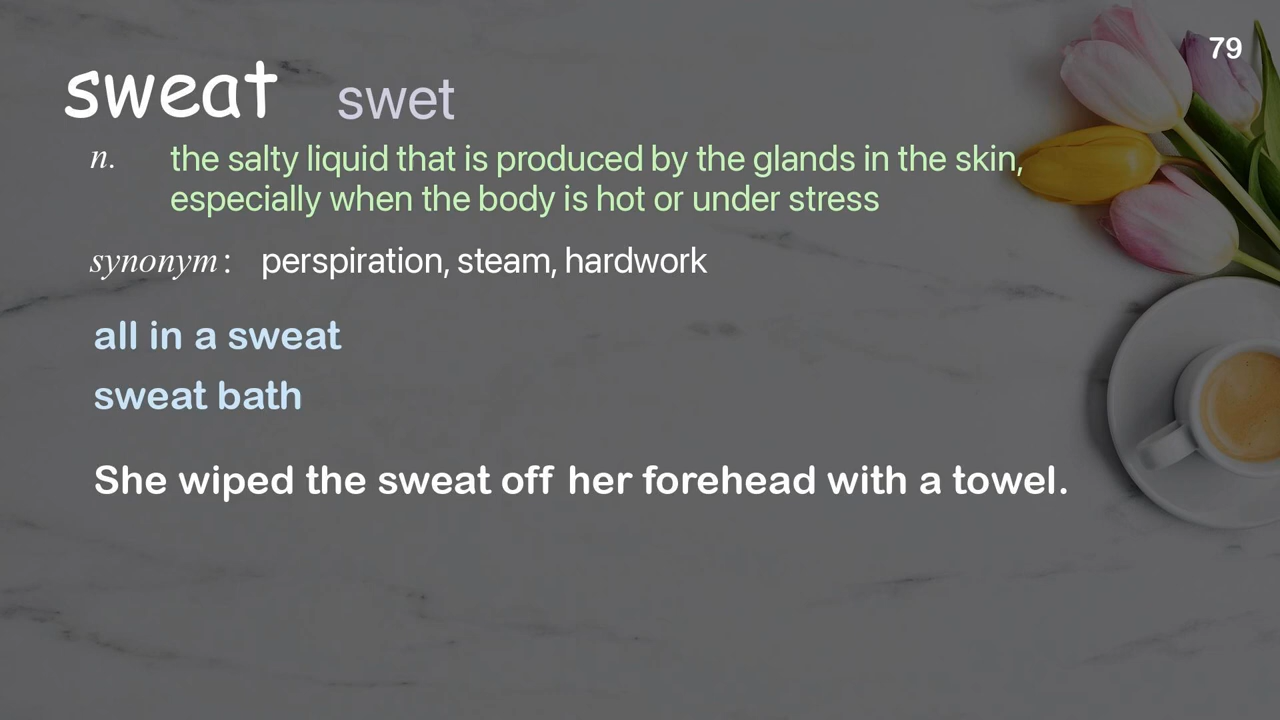 79
sweat swet
n. the salty liquid that is produced by the glands in the skin,
especially when the body is hot or under stress
synonym: perspiration, steam, hardwork
all in a sweat
sweat bath
She wiped the sweat off her forehead with a towel.